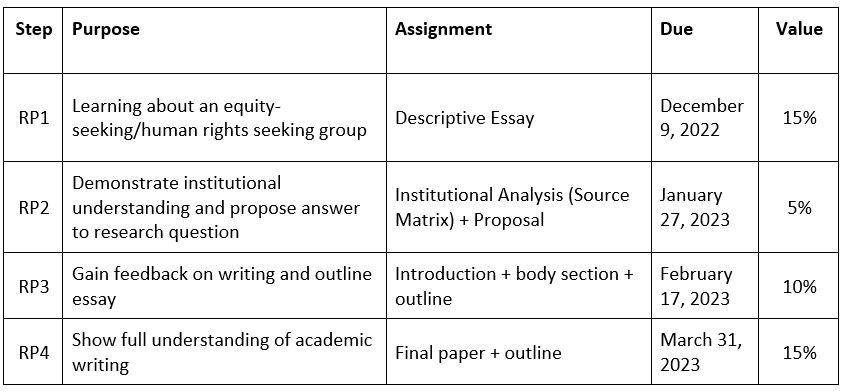 Step Purpose Assignment Due Value
RP1 Learning about an equity-seeking/human rights seeking group Descriptive Essay December 9, 2022 15%
RP2 Demonstrate institutional understanding and propose answer to research question Institutional Analysis (Source Matrix) + Proposal January 27, 2023 5%
RP3 Gain feedback on writing and outline essay Introduction + body section + outline February 17, 2023 10%
RP4 Show full understanding of academic writing Final paper + outline March 31, 2023 15%